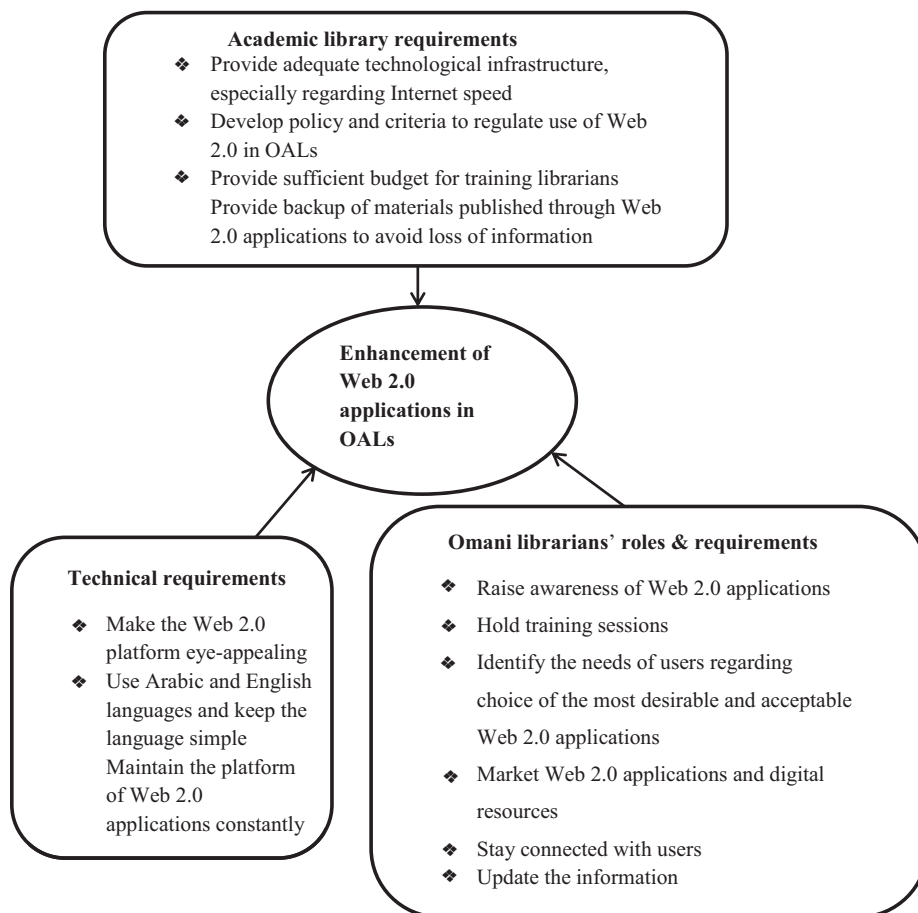 Academic library requirements
❖ Provide adequate technological infrastructure,
especially regarding Internet speed
❖ Develop policy and criteria to regulate use of Web
2.0 in OALs
❖ Provide sufficient budget for training librarians
Provide backup of materials published through Web
2.0 applications to avoid loss of information
Enhancement of
Web 2.0
applications in
OALs
Technical requirements
❖ Make the Web 2.0
platform eye-appealing
❖ Use Arabic and English
languages and keep the
language simple
Maintain the platform
of Web 2.0
applications constantly
Omani librarians’ roles & requirements
❖ Raise awareness of Web 2.0 applications
❖ Hold training sessions
❖ Identify the needs of users regarding
choice of the most desirable and acceptable
Web 2.0 applications
❖ Market Web 2.0 applications and digital
resources
❖ Stay connected with users
❖ Update the information